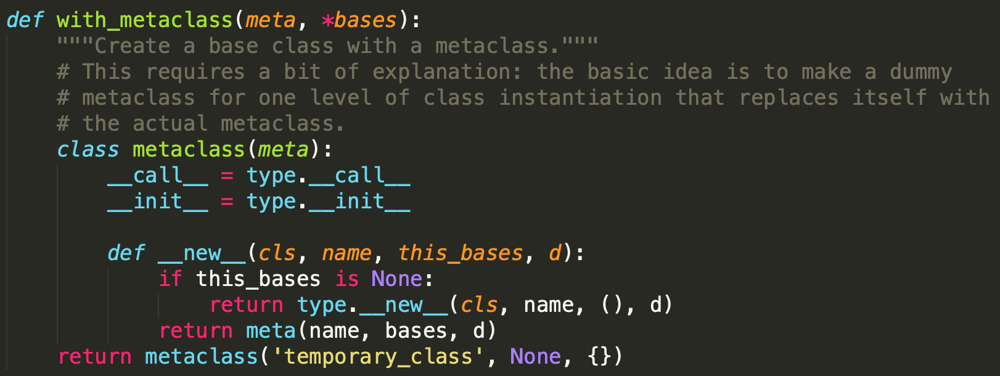 def with_metaclass(meta, *bases):
    """Create a base class with a metaclass."""
    # This requires a bit of explanation: the basic idea is to make a dummy
    # metaclass for one level of class instantiation that replaces itself with
    # the actual metaclass.
    class metaclass(meta):
        __call__ = type.__call__
        __init__ = type.__init__

        def __new__(cls, name, this_bases, d):
            if this_bases is None:
                return type.__new__(cls, name, (), d)
            return meta(name, bases, d)
    return metaclass('temporary_class', None, {})